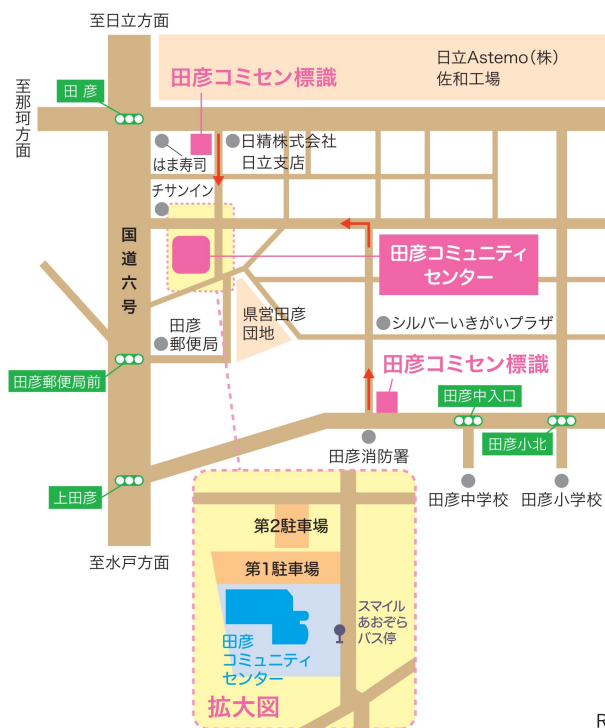 至日立方面
日立Astemo(株)
佐和工場
田彦コミセン標識
至那珂方面
田 彦
はま寿司
日精株式会社
日立支店
チサンイン
国道六号
田彦コミュニティ
センター
県営田彦
団地
田彦
郵便局
シルバーいきがいプラザ
田彦郵便局前
田彦コミセン標識
田彦中入口
田彦小北
田彦消防署
上田彦
田彦中学校
田彦小学校
至水戸方面
第2駐車場
第1駐車場
スマイル
あおぞら
バス停
田彦
コミュニティ
センター
拡大図
R